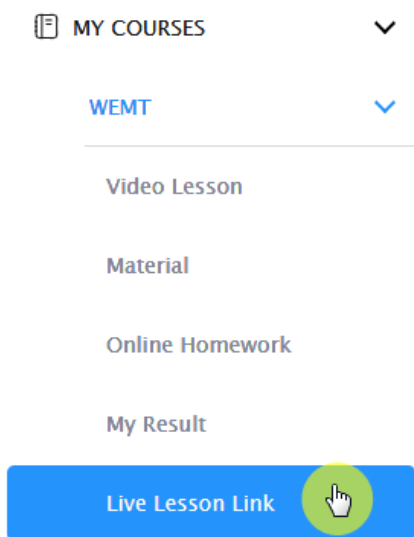 MY COURSES
WEMT
Video Lesson
Material
Online Homework
My Result
Live Lesson Link